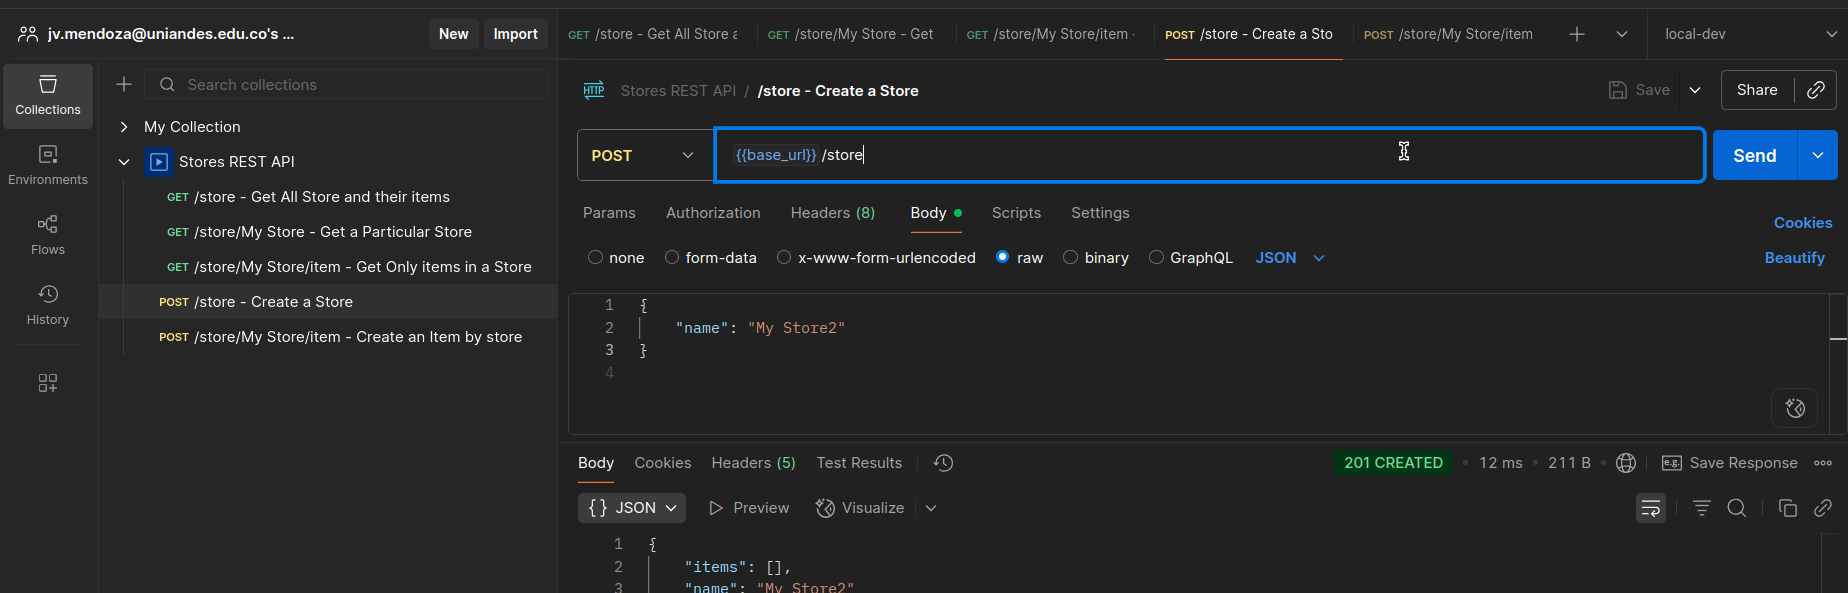 jv.mendoza@uniandes.edu.co's ...
New
Import
GET /store - Get All Store a
GET /store/My Store - Get
GET /store/My Store/item ·
POST /store - Create a Sto
POST /store/My Store/item
local-dev
Collections
Environments
Flows
History
Search collections
My Collection
Stores REST API
GET /store - Get All Store and their items
GET /store/My Store - Get a Particular Store
GET /store/My Store/item - Get Only items in a Store
POST /store - Create a Store
POST /store/My Store/item - Create an Item by store
HTTP Stores REST API / /store - Create a Store
Save
Share
POST
{{base_url}} /store
Send
Params
Authorization
Headers (8)
Body
Scripts
Settings
Cookies
none
form-data
x-www-form-urlencoded
raw
binary
GraphQL
JSON
Beautify
1 {
2 "name": "My Store2"
3 }
4
Body
Cookies
Headers (5)
Test Results
201 CREATED
12 ms
211 B
e.g. Save Response
{} JSON
Preview
Visualize
1 {
2 "items": [],
3 "name": "My Store2"